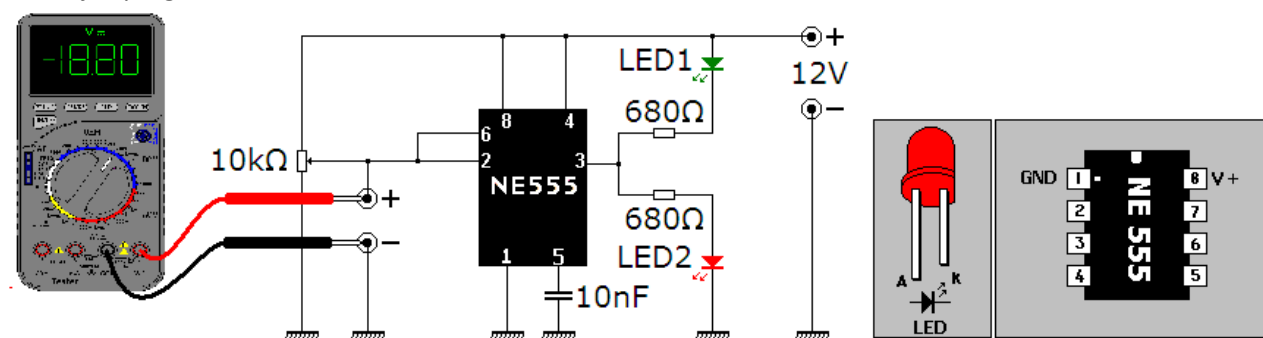 V m
-18.80
Tester
10kΩ
+
-
8
4
6
2
3
NE555
1
5
10nF
LED1
680Ω
680Ω
LED2
+
12V
-
A
K
LED
GND
1
2
3
4
NE 555
8
V+
7
6
5